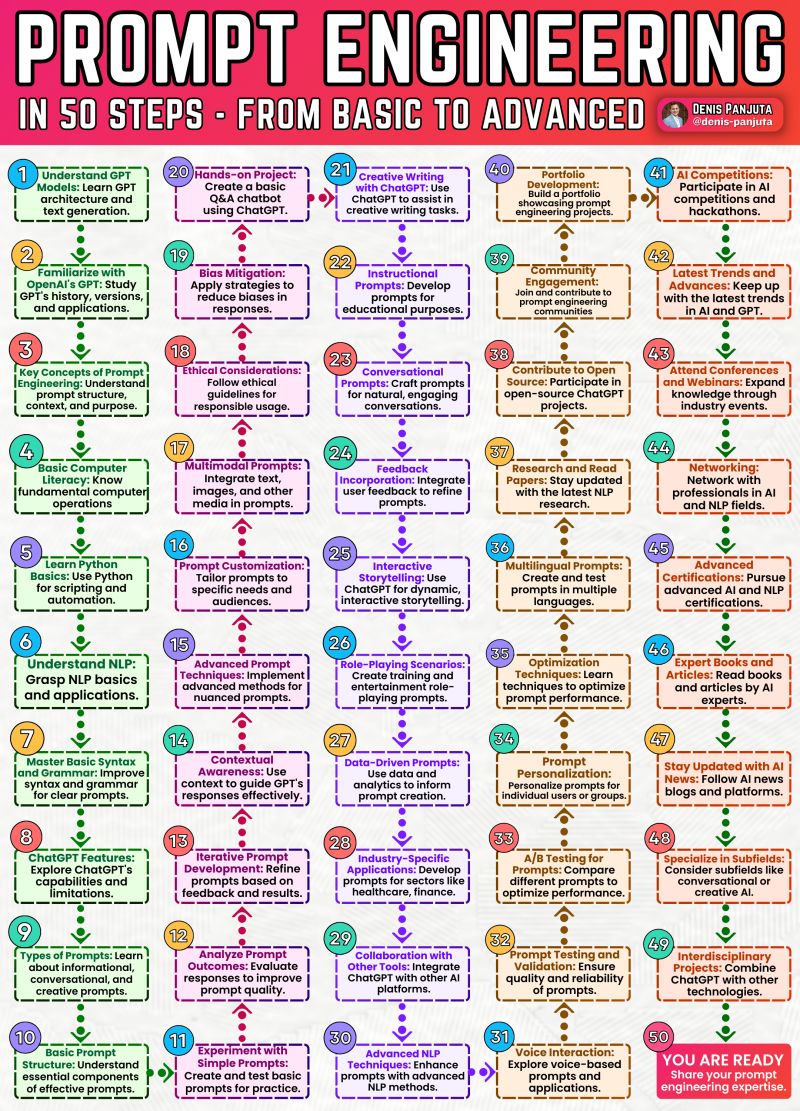 PROMPT ENGINEERING
IN 50 STEPS - FROM BASIC TO ADVANCED
DENIS PANJUTA
@denis-panjuta
1
Understand GPT
Models: Learn GPT
architecture and
text generation.
2
Familiarize with
OpenAI's GPT: Study
GPT's history, versions,
and applications.
3
Key Concepts of Prompt
Engineering: Understand
prompt structure,
context, and purpose.
4
Basic Computer
Literacy: Know
fundamental computer
operations
5
Learn Python
Basics: Use Python
for scripting and
automation.
6
Understand NLP:
Grasp NLP basics
and applications.
7
Master Basic Syntax
and Grammar: Improve
syntax and grammar
for clear prompts.
8
ChatGPT Features:
Explore ChatGPT's
capabilities and
limitations.
9
Types of Prompts: Learn
about informational,
conversational, and
creative prompts.
10
Basic Prompt
Structure: Understand
essential components
of effective prompts.
11
Experiment with
Simple Prompts:
Create and test basic
prompts for practice.
12
Analyze Prompt
Outcomes: Evaluate
responses to improve
prompt quality.
13
Iterative Prompt
Development: Refine
prompts based on
feedback and results.
14
Contextual
Awareness: Use
context to guide GPT's
responses effectively.
15
Advanced Prompt
Techniques: Implement
advanced methods for
nuanced prompts.
16
Prompt Customization:
Tailor prompts to
specific needs and
audiences.
17
Multimodal Prompts:
Integrate text,
images, and other
media in prompts.
18
Ethical Considerations:
Follow ethical
guidelines for
responsible usage.
19
Bias Mitigation:
Apply strategies to
reduce biases in
responses.
20
Hands-on Project:
Create a basic
Q&A chatbot
using ChatGPT.
21
Creative Writing
with ChatGPT: Use
ChatGPT to assist in
creative writing tasks.
22
Instructional
Prompts: Develop
prompts for
educational purposes.
23
Conversational
Prompts: Craft prompts
for natural, engaging
conversations.
24
Feedback
Incorporation: Integrate
user feedback to refine
prompts.
25
Interactive
Storytelling: Use
ChatGPT for dynamic,
interactive storytelling.
26
Role-Playing Scenarios:
Create training and
entertainment role-
playing prompts.
27
Data-Driven Prompts:
Use data and
analytics to inform
prompt creation.
28
Industry-Specific
Applications: Develop
prompts for sectors like
healthcare, finance.
29
Collaboration with
Other Tools: Integrate
ChatGPT with other AI
platforms.
30
Advanced NLP
Techniques: Enhance
prompts with advanced
NLP methods.
31
Voice Interaction:
Explore voice-based
prompts and
applications.
32
Prompt Testing and
Validation: Ensure
quality and reliability
of prompts.
33
A/B Testing for
Prompts: Compare
different prompts to
optimize performance.
34
Prompt
Personalization:
Personalize prompts for
individual users or groups.
35
Optimization
Techniques: Learn
techniques to optimize
prompt performance.
36
Multilingual Prompts:
Create and test
prompts in multiple
languages.
37
Research and Read
Papers: Stay updated
with the latest NLP
research.
38
Contribute to Open
Source: Participate in
open-source ChatGPT
projects.
39
Community
Engagement:
Join and contribute to
prompt engineering
communities
40
Portfolio
Development:
Build a portfolio
showcasing prompt
engineering projects.
41
AI Competitions:
Participate in AI
competitions and
hackathons.
42
Latest Trends and
Advances: Keep up
with the latest trends
in AI and GPT.
43
Attend Conferences
and Webinars: Expand
knowledge through
industry events.
44
Networking:
Network with
professionals in AI
and NLP fields.
45
Advanced
Certifications: Pursue
advanced AI and NLP
certifications.
46
Expert Books and
Articles: Read books
and articles by AI
experts.
47
Stay Updated with AI
News: Follow AI news
blogs and platforms.
48
Specialize in Subfields:
Consider subfields like
conversational or
creative AI.
49
Interdisciplinary
Projects: Combine
ChatGPT with other
technologies.
50
YOU ARE READY
Share your prompt
engineering expertise.